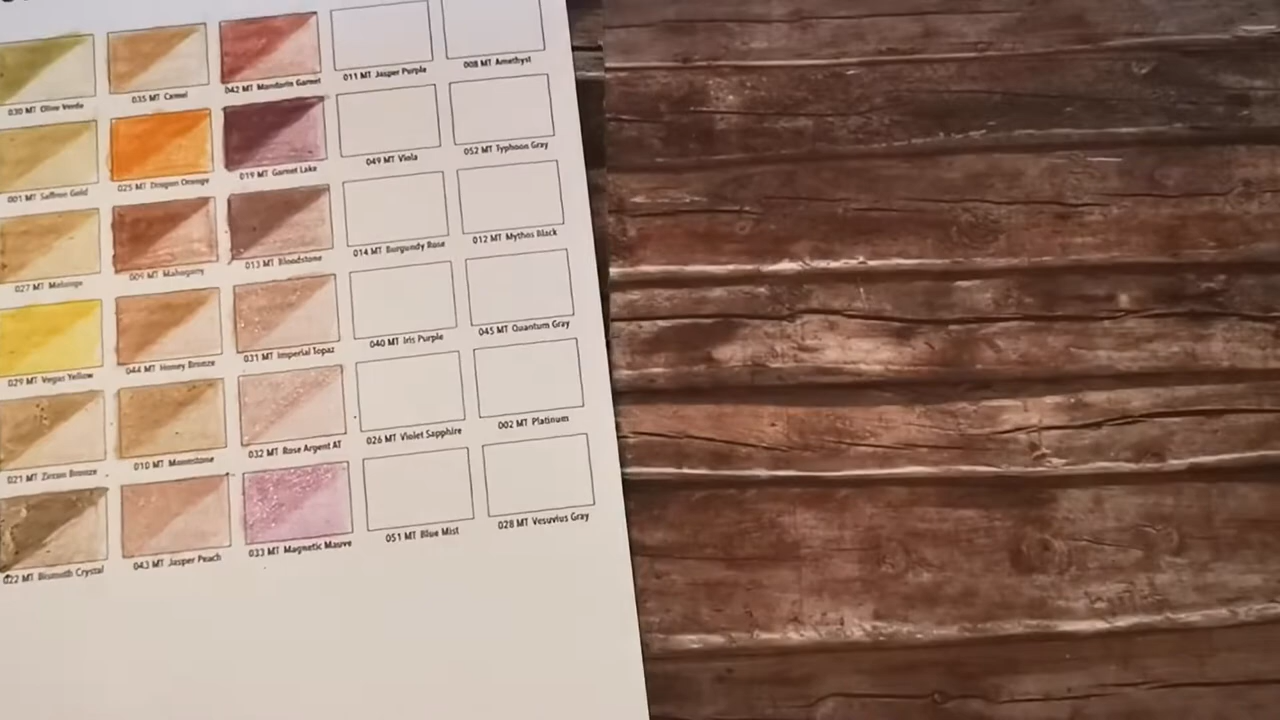 030 MT Olive Verde
035 MT Camel
042 MT Mandarin Garnet
011 MT Jasper Purple
008 MT Amethyst
001 MT Saffron Gold
025 MT Dragon Orange
019 MT Garnet Lake
049 MT Viola
052 MT Typhoon Gray
027 MT Melange
009 MT Mahogany
013 MT Bloodstone
014 MT Burgundy Rose
012 MT Mythos Black
029 MT Vegas Yellow
044 MT Honey Bronze
031 MT Imperial Topaz
040 MT Iris Purple
045 MT Quantum Gray
021 MT Zircon Bronze
010 MT Moonstone
032 MT Rose Argent AT
026 MT Violet Sapphire
002 MT Platinum
022 MT Bismuth Crystal
043 MT Jasper Peach
033 MT Magnetic Mauve
051 MT Blue Mist
028 MT Vesuvius Gray